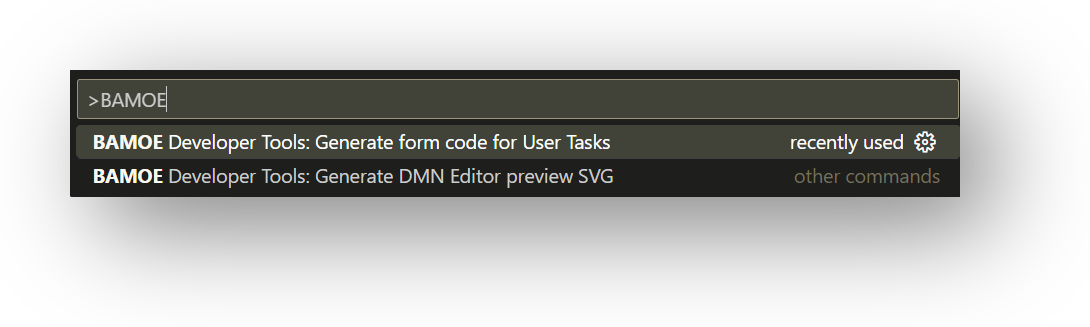 >BAMOE
BAMOE Developer Tools: Generate form code for User Tasks recently used
BAMOE Developer Tools: Generate DMN Editor preview SVG other commands